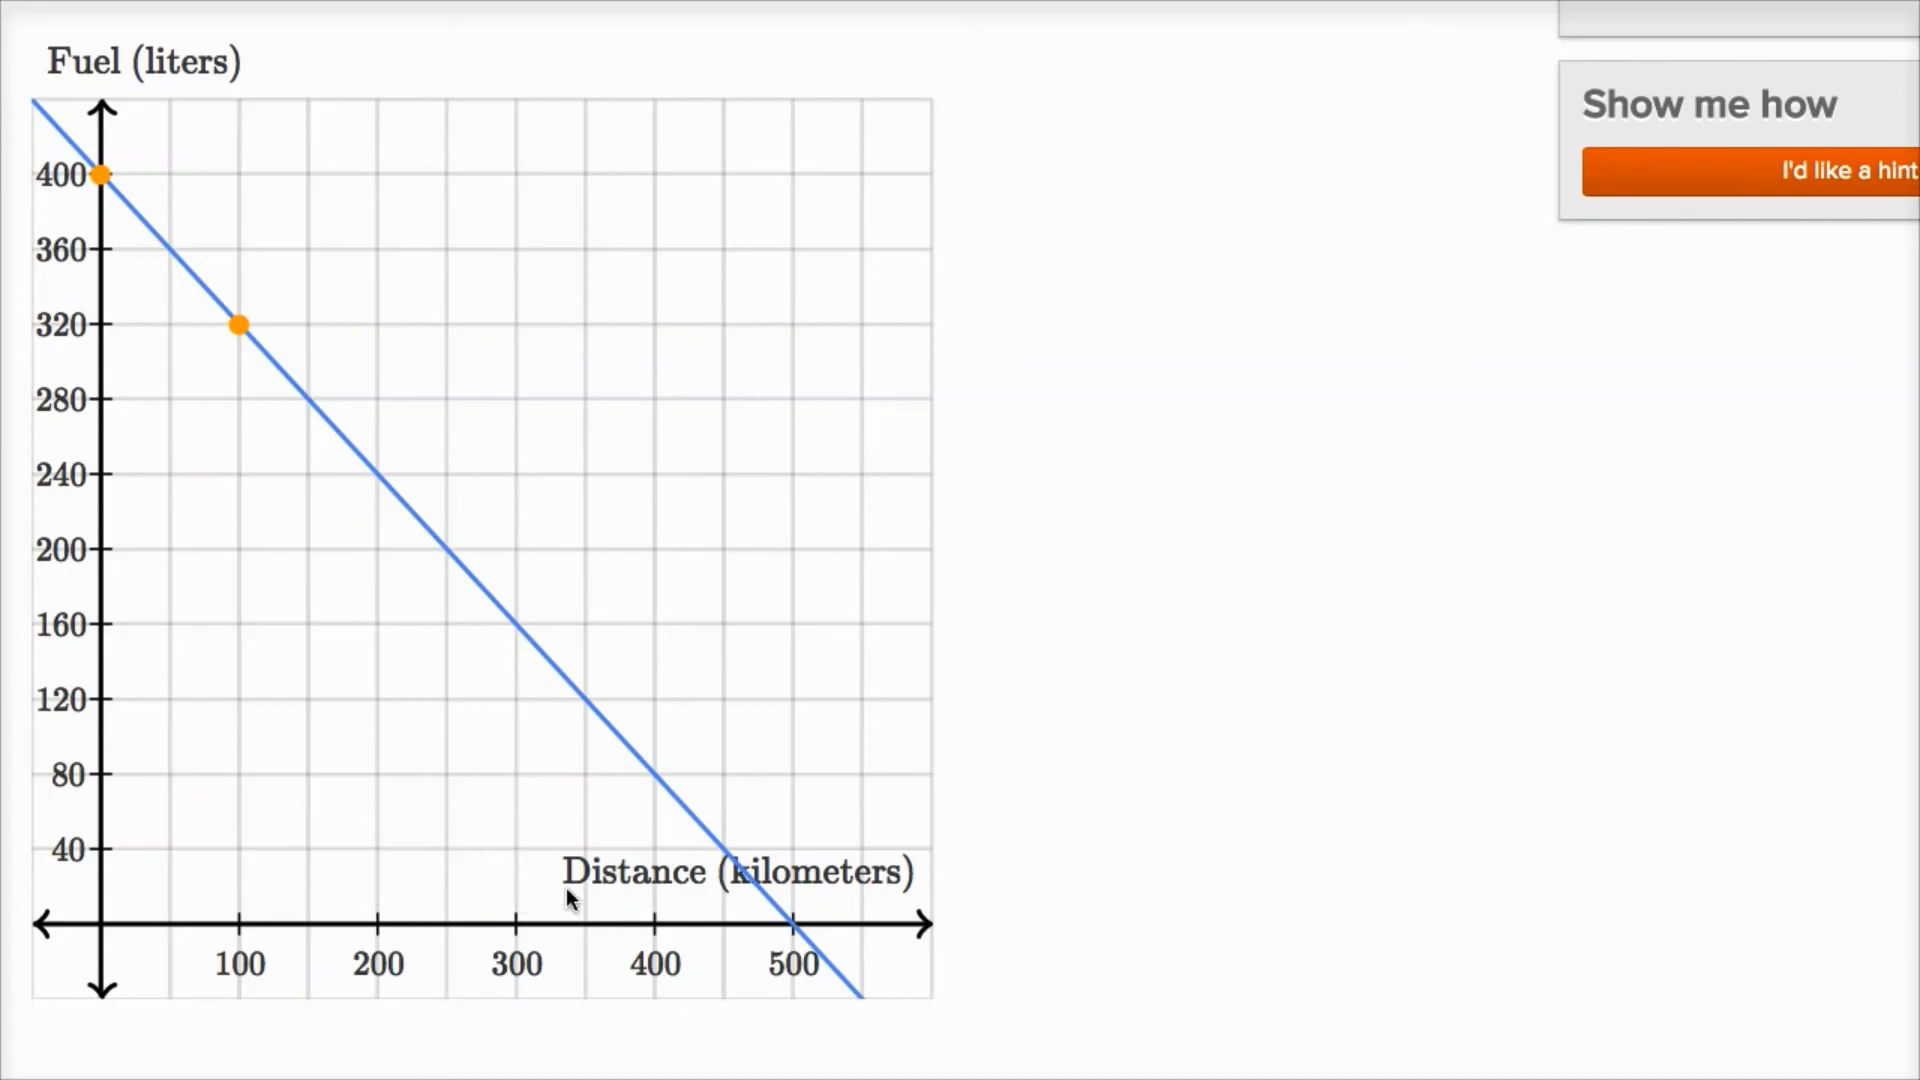 Fuel (liters)
Show me how
I'd like a hint
400
360
320
280
240
200
160
120
80
40
Distance (kilometers)
100 200 300 400 500